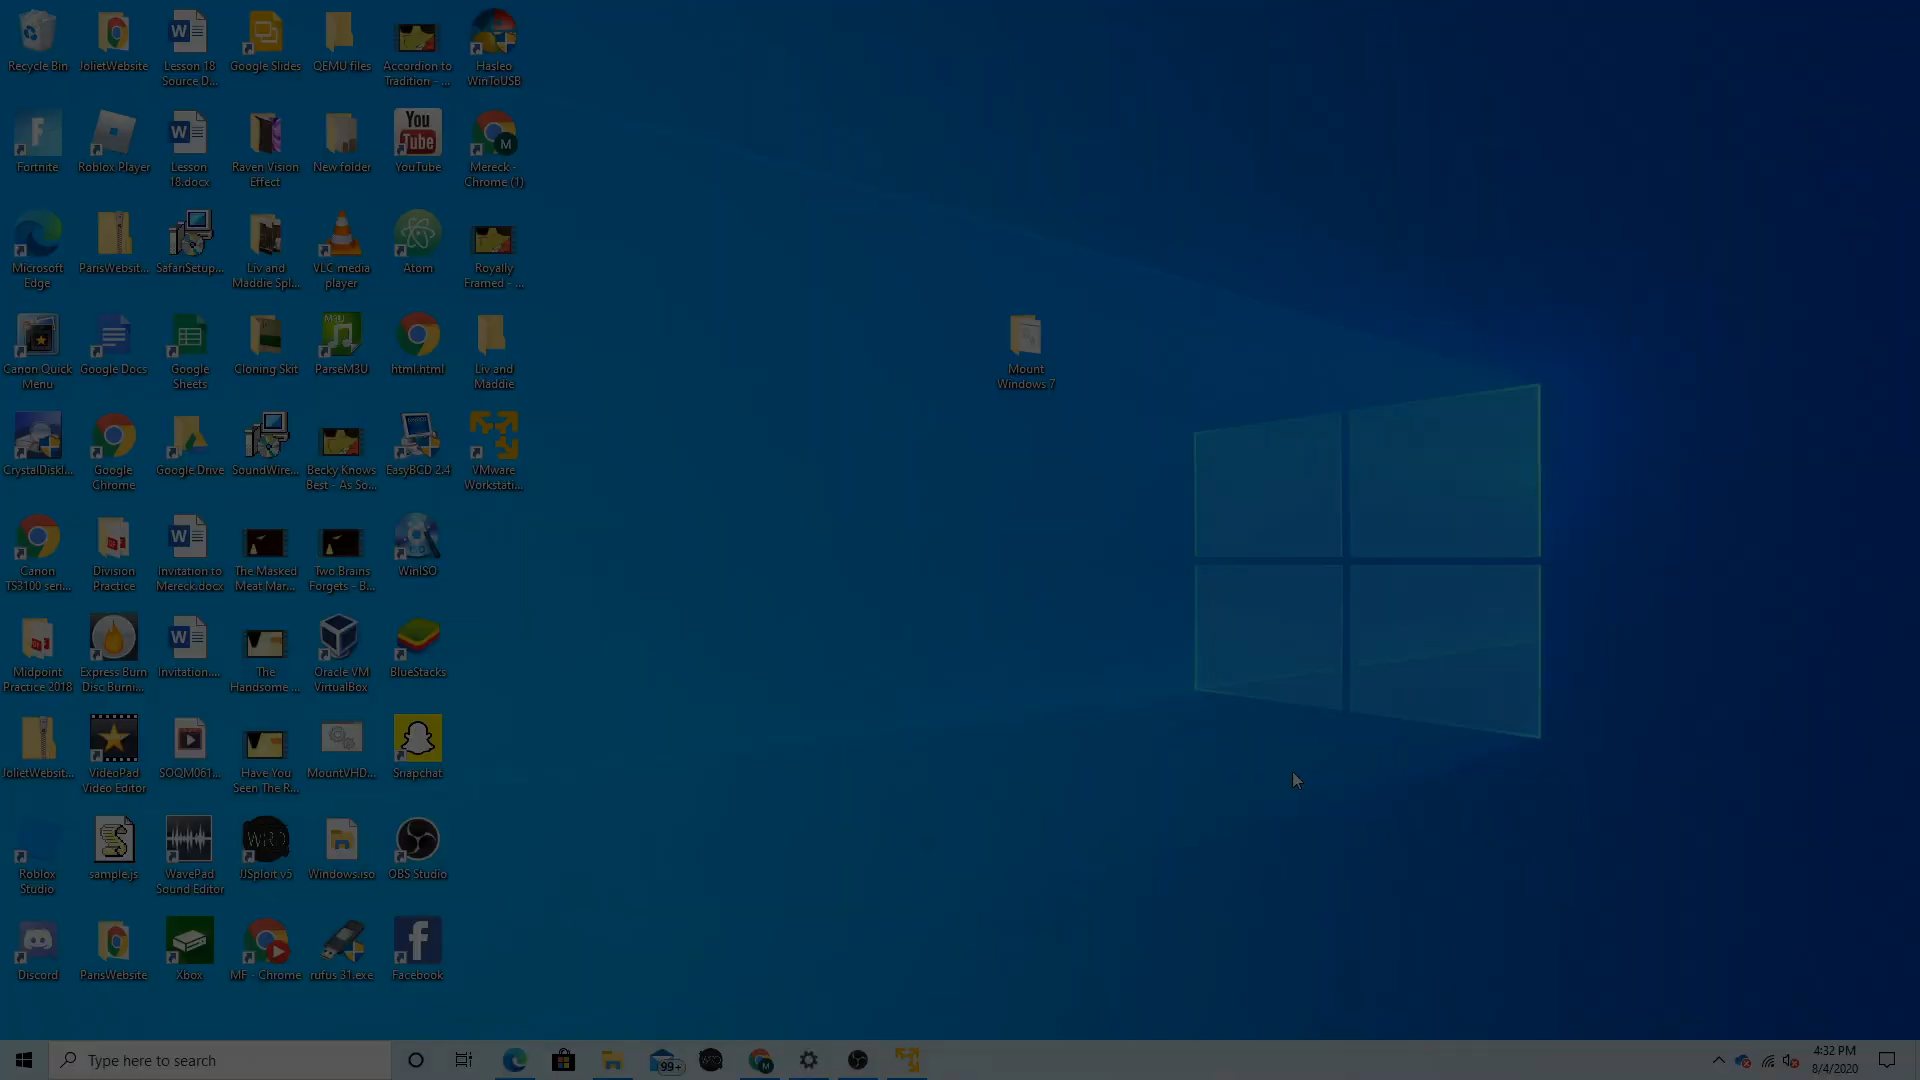 Recycle Bin
JolietWebsite
Lesson 18
Source D...
Google Slides
QEMU files
Accordion to
Tradition - ...
Hasleo
WinToUSB
Fortnite
Roblox Player
Lesson
18.docx
Raven Vision
Effect
New folder
You
Tube
YouTube
M
Mereck -
Chrome (1)
Microsoft
Edge
ParisWebsit...
SafariSetup...
Liv and
Maddie Spl...
VLC media
player
Atom
Royally
Framed - ...
Canon Quick
Menu
Google Docs
Google
Sheets
Cloning Skit
M3U
ParseM3U
html.html
Liv and
Maddie
Mount
Windows 7
CrystalDiskI...
Google
Chrome
Google Drive
SoundWire...
Becky Knows
Best - As So...
EasyBCD 2.4
VMware
Workstati...
Canon
TS3100 seri...
Division
Practice
Invitation to
Mereck.docx
The Masked
Meat Mar...
Two Brains
Forgets - B...
WinISO
Midpoint
Practice 2018
Express Burn
Disc Burni...
Invitation....
The
Handsome ...
Oracle VM
VirtualBox
BlueStacks
JolietWebsit...
VideoPad
Video Editor
SOQM061...
Have You
Seen The R...
MountVHD...
Snapchat
Roblox
Studio
sample.js
WavePad
Sound Editor
WRD
JJSploit v5
Windows.iso
OBS Studio
Discord
ParisWebsite
Xbox
MF - Chrome
rufus 31.exe
Facebook
Type here to search
99+
WRD
M
4:32 PM
8/4/2020